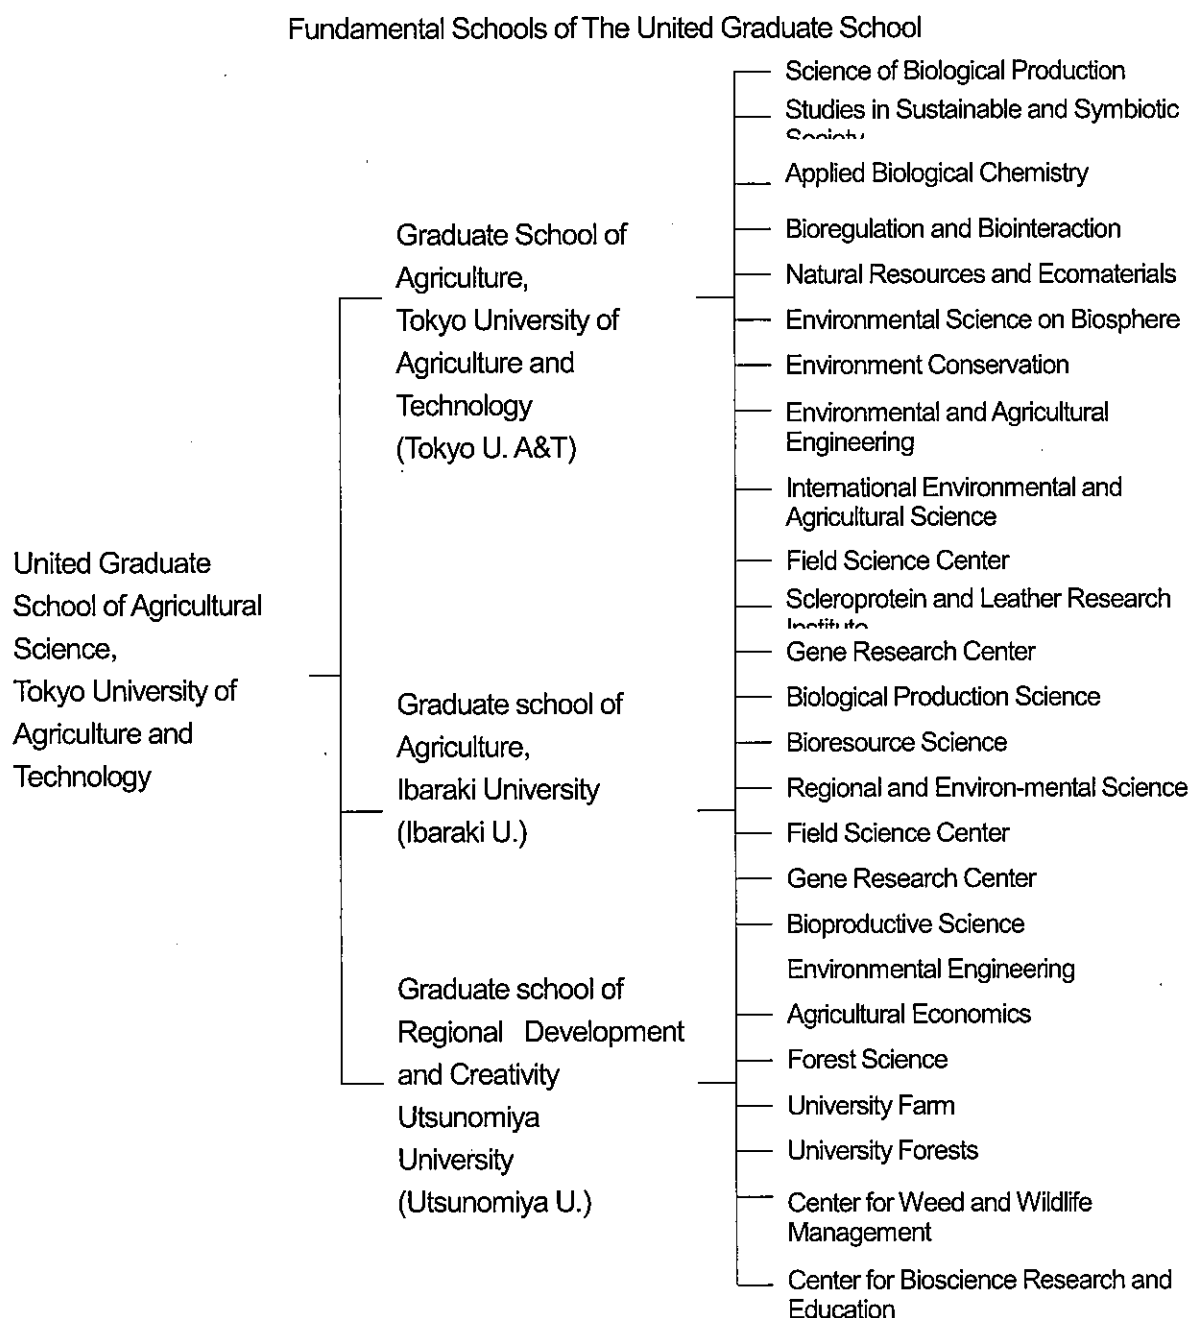 Fundamental Schools of The United Graduate School
United Graduate
School of Agricultural
Science,
Tokyo University of
Agriculture and
Technology
Graduate School of
Agriculture,
Tokyo University of
Agriculture and
Technology
(Tokyo U. A&T)
Graduate school of
Agriculture,
Ibaraki University
(Ibaraki U.)
Graduate school of
Regional Development
and Creativity
Utsunomiya
University
(Utsunomiya U.)
Science of Biological Production
Studies in Sustainable and Symbiotic
Society
Applied Biological Chemistry
Bioregulation and Biointeraction
Natural Resources and Ecomaterials
Environmental Science on Biosphere
Environment Conservation
Environmental and Agricultural
Engineering
International Environmental and
Agricultural Science
Field Science Center
Scleroprotein and Leather Research
Institute
Gene Research Center
Biological Production Science
Bioresource Science
Regional and Environ-mental Science
Field Science Center
Gene Research Center
Bioproductive Science
Environmental Engineering
Agricultural Economics
Forest Science
University Farm
University Forests
Center for Weed and Wildlife
Management
Center for Bioscience Research and
Education